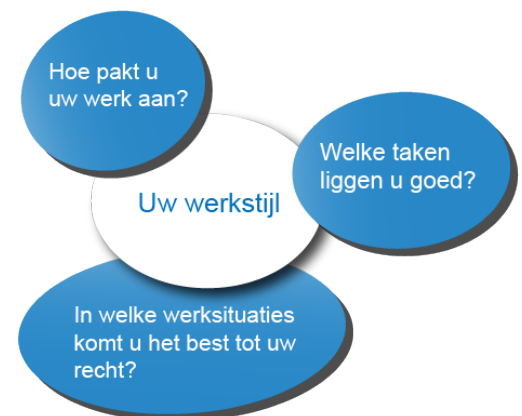 Hoe pakt u
uw werk aan?
Welke taken
liggen u goed?
Uw werkstijl
In welke werksituaties
komt u het best tot uw
recht?